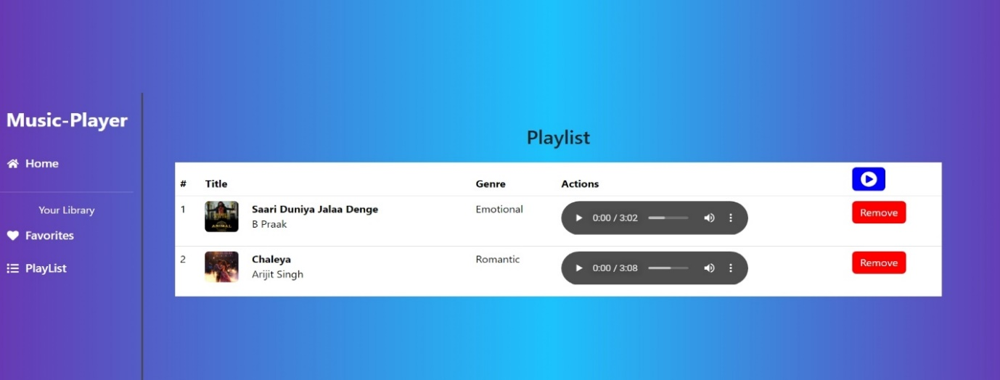 Music-Player
Home
Your Library
Favorites
PlayList
Playlist
# Title Genre Actions
1 Saari Duniya Jalaa Denge Emotional 0:00 / 3:02 Remove
B Praak
ANIMAL
2 Chaleya Romantic 0:00 / 3:08 Remove
Arijit Singh